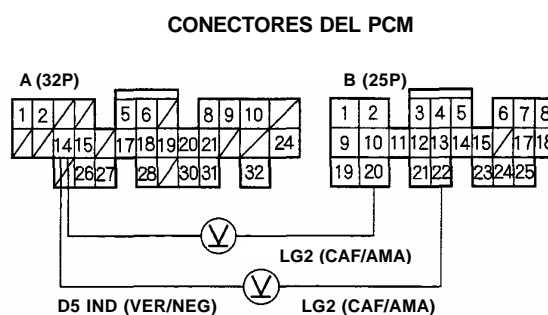 CONECTORES DEL PCM
A (32P)
B (25P)
1 2 5 6 8 9 10
14 15 17 18 19 20 21 24
26 27 28 30 31 32
1 2 3 4 5 6 7 8
9 10 11 12 13 14 15 17 18
19 20 21 22 23 24 25
V
LG2 (CAF/AMA)
V
D5 IND (VER/NEG)
LG2 (CAF/AMA)